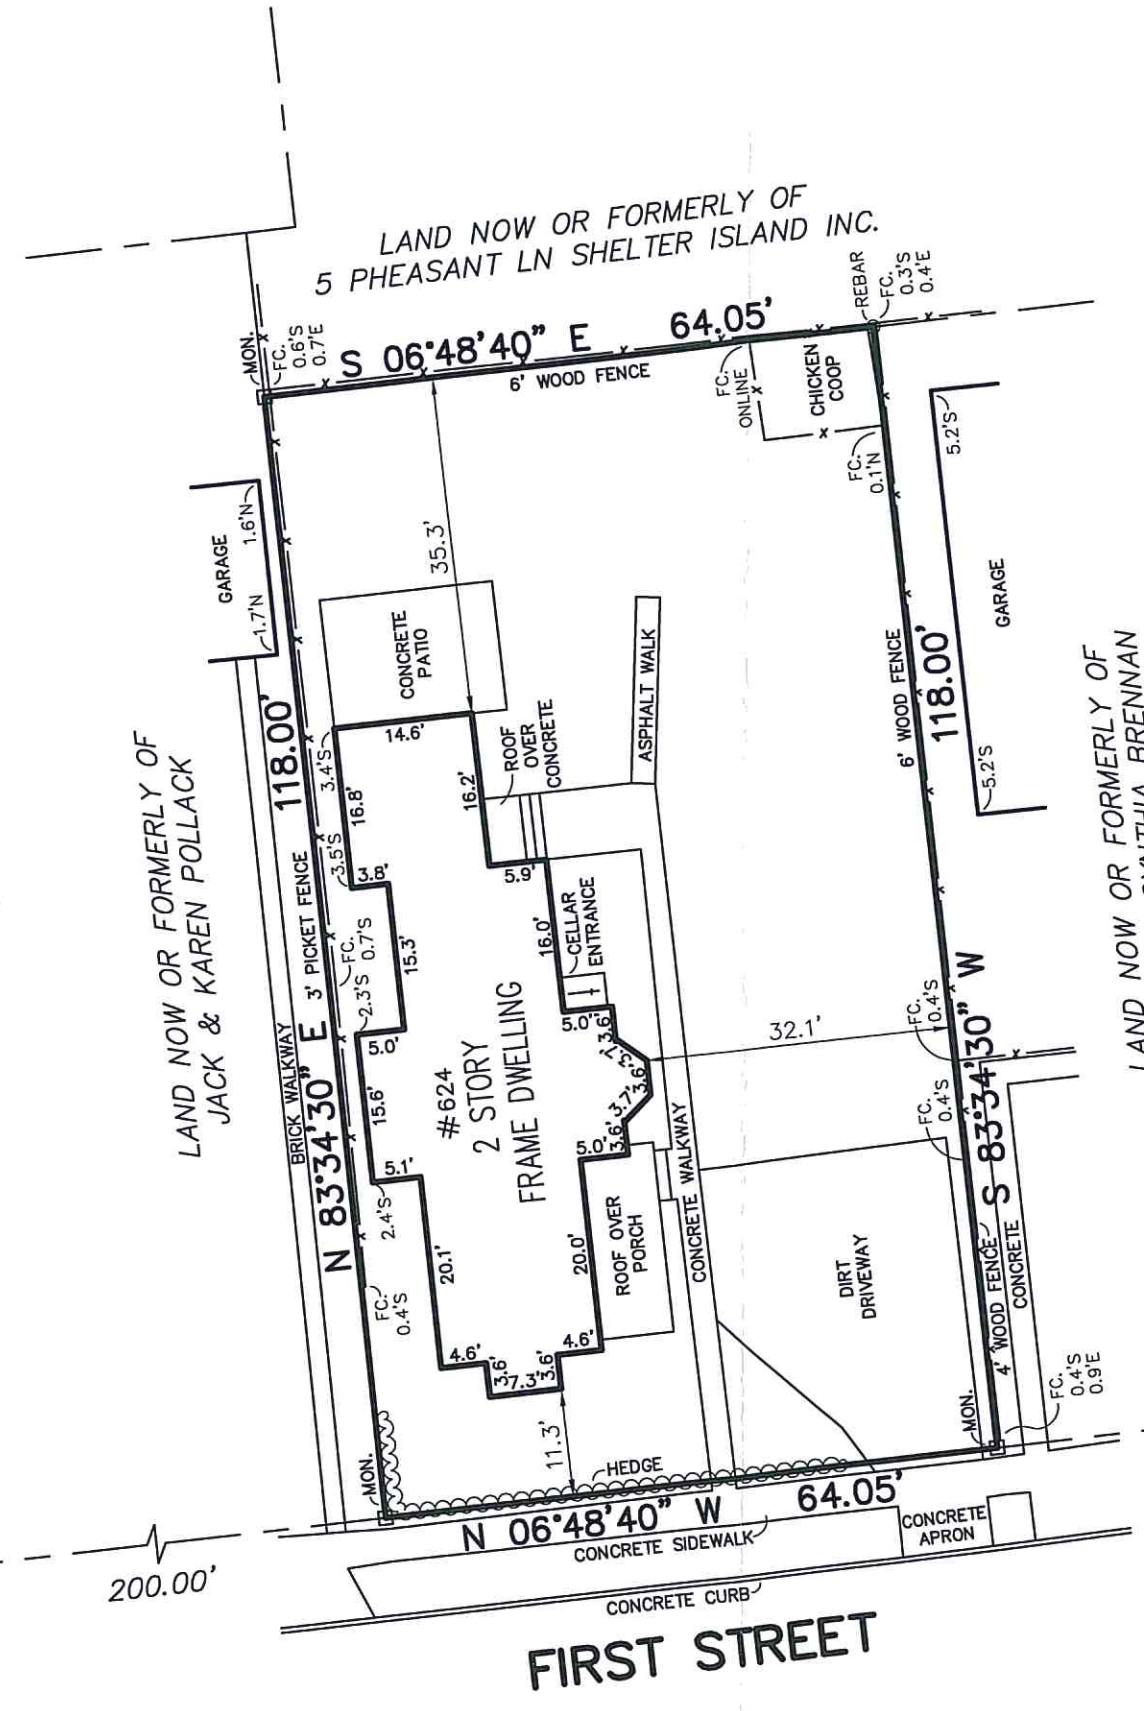 LAND NOW OR FORMERLY OF
5 PHEASANT LN SHELTER ISLAND INC.
MON.
FC.
0.6'S
0.7'E
S 06°48'40" E 64.05'
6' WOOD FENCE
REBAR
FC.
0.3'S
0.4'E
FC.
ONLINE
CHICKEN
COOP
FC.
0.1'N
5.2'S
GARAGE
5.2'S
GARAGE
1.6'N
1.7'N
35.3'
CONCRETE
PATIO
ASPHALT WALK
6' WOOD FENCE
118.00'
S 83°34'30" W
LAND NOW OR FORMERLY OF
BRENNAN
LAND NOW OR FORMERLY OF
JACK & KAREN POLLACK
118.00'
N 83°34'30" E
3' PICKET FENCE
BRICK WALKWAY
14.6'
3.4'S
16.8'
16.2'
ROOF
OVER
CONCRETE
3.5'S
3.8'
5.9'
FC.
0.7'S
15.3'
16.0'
CELLAR
ENTRANCE
2.3'S
5.0'
5.0'
3.6'
3.7'
3.6'
3.7'
3.6'
32.1'
FC.
0.4'S
FC.
0.4'S
#624
2 STORY
FRAME DWELLING
15.6'
5.1'
2.4'S
5.0'
20.1'
20.0'
ROOF OVER
PORCH
CONCRETE WALKWAY
DIRT
DRIVEWAY
4' WOOD FENCE
CONCRETE
FC.
0.4'S
4.6'
3.6'
7.3'
3.6'
4.6'
11.3'
HEDGE
MON.
MON.
FC.
0.4'S
0.9'E
N 06°48'40" W 64.05'
CONCRETE SIDEWALK
CONCRETE
APRON
200.00'
CONCRETE CURB
FIRST STREET